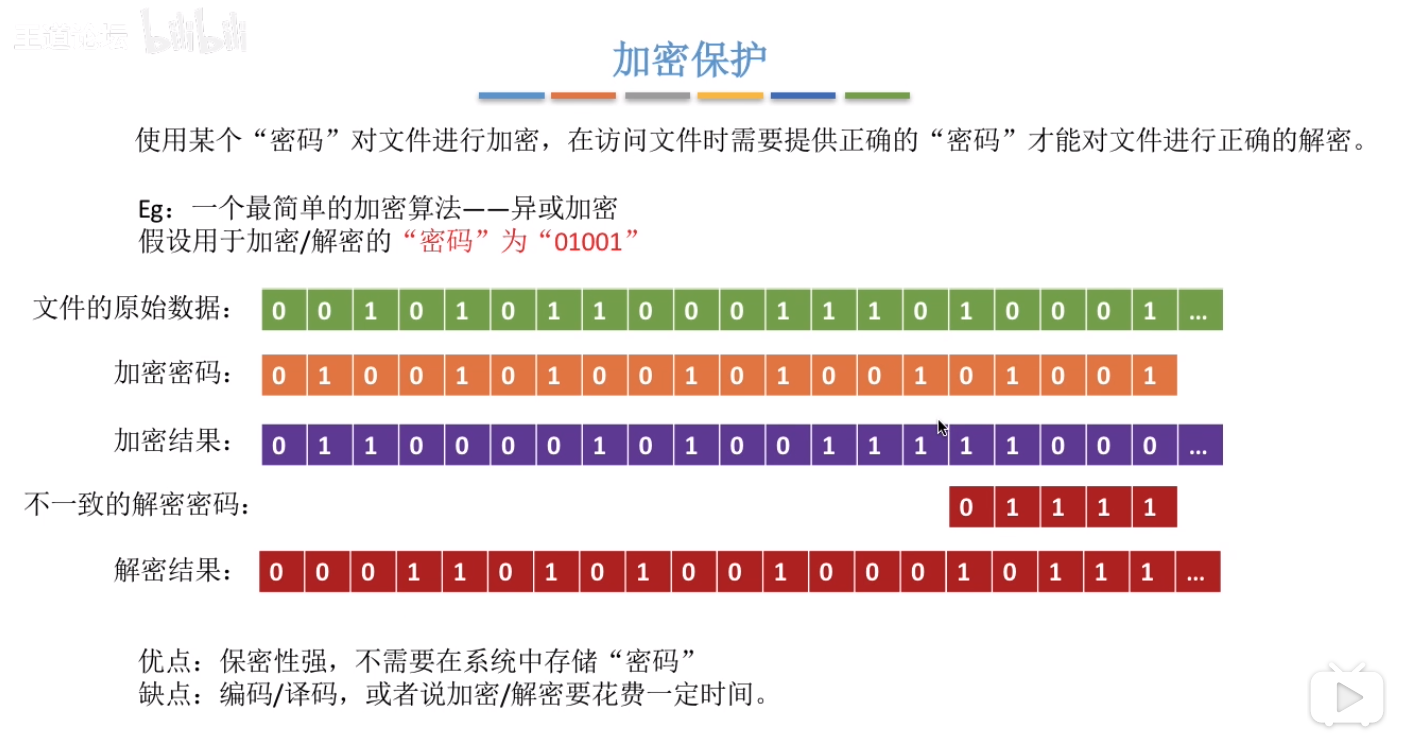 王道论坛 bilibili
加密保护
使用某个“密码”对文件进行加密，在访问文件时需要提供正确的“密码”才能对文件进行正确的解密。
Eg：一个最简单的加密算法——异或加密
假设用于加密/解密的“密码”为“01001”
文件的原始数据： 0 0 1 0 1 0 1 1 0 0 0 1 1 1 0 1 0 0 0 1 ...
加密密码： 0 1 0 0 1 0 1 0 0 1 0 1 0 0 1 0 1 0 0 1
加密结果： 0 1 1 0 0 0 0 1 0 1 0 0 1 1 1 1 1 0 0 0 ...
不一致的解密密码： 0 1 1 1 1
解密结果： 0 0 0 1 1 0 1 0 1 0 0 1 0 0 0 1 0 1 1 1 ...
优点：保密性强，不需要在系统中存储“密码”
缺点：编码/译码，或者说加密/解密要花费一定时间。